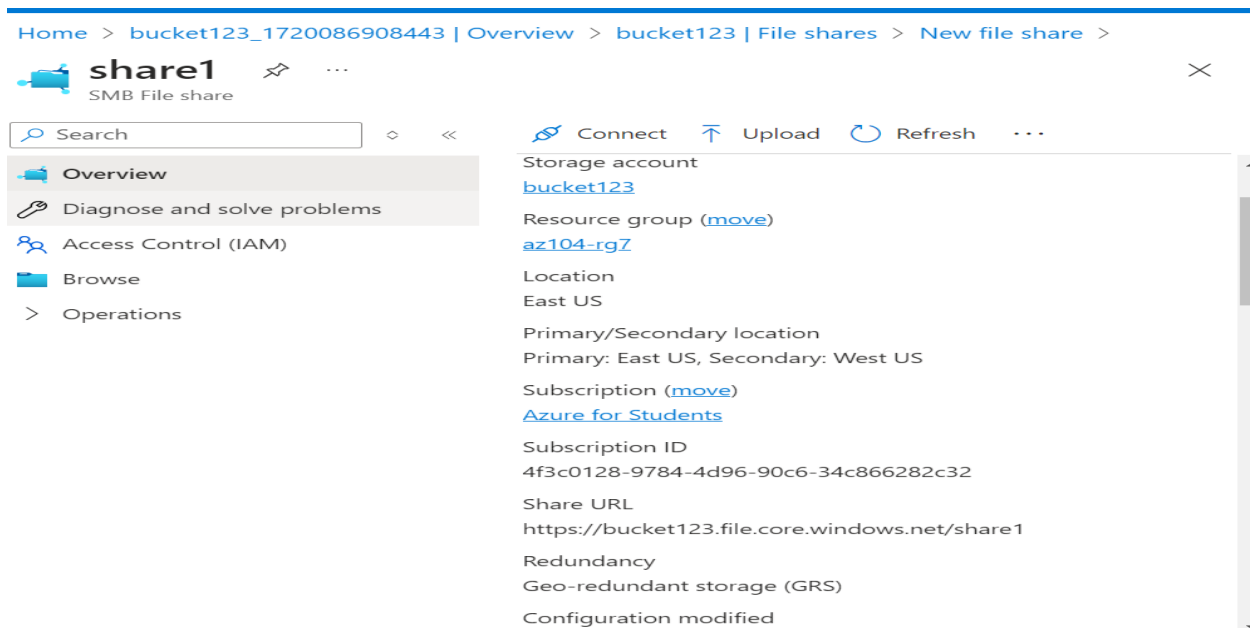 Home > bucket123_1720086908443 | Overview > bucket123 | File shares > New file share >
share1
SMB File share
Search
Connect Upload Refresh
Overview
Diagnose and solve problems
Access Control (IAM)
Browse
Operations
Storage account
bucket123
Resource group (move)
az104-rg7
Location
East US
Primary/Secondary location
Primary: East US, Secondary: West US
Subscription (move)
Azure for Students
Subscription ID
4f3c0128-9784-4d96-90c6-34c866282c32
Share URL
https://bucket123.file.core.windows.net/share1
Redundancy
Geo-redundant storage (GRS)
Configuration modified